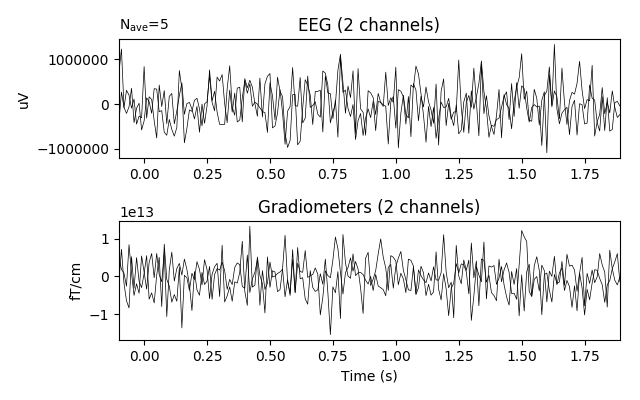 Nave=5
EEG (2 channels)
uV
1000000
0
−1000000
0.00 0.25 0.50 0.75 1.00 1.25 1.50 1.75
1e13
Gradiometers (2 channels)
fT/cm
1
0
−1
0.00 0.25 0.50 0.75 1.00 1.25 1.50 1.75
Time (s)